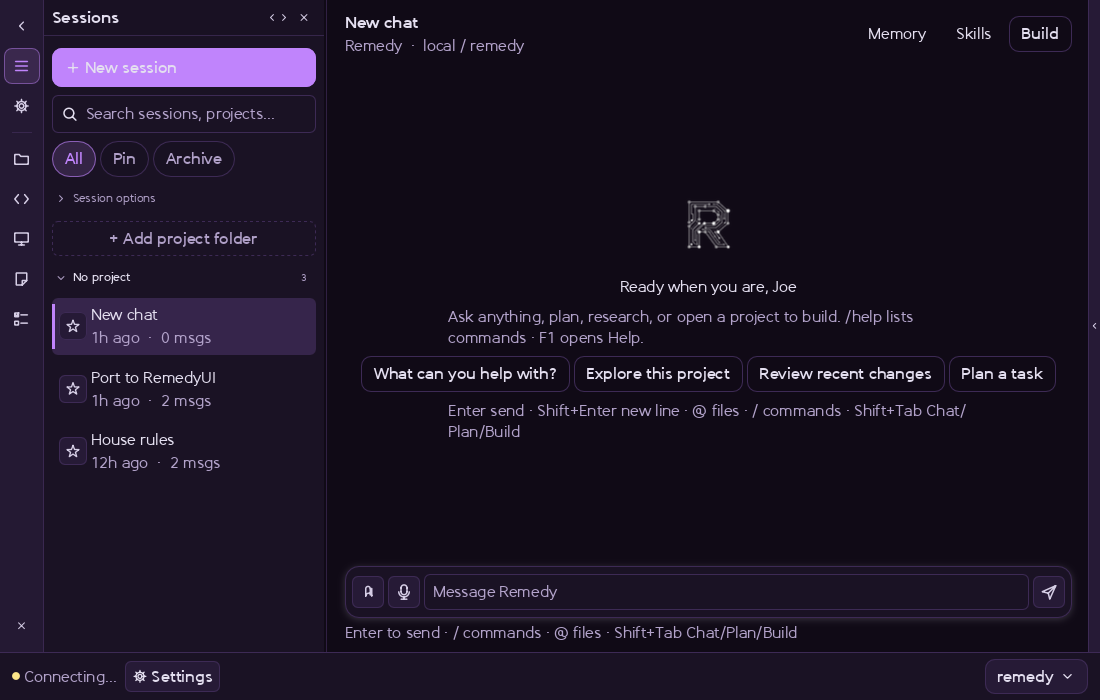 Sessions
+ New session
Search sessions, projects...
All
Pin
Archive
Session options
+ Add project folder
No project
3
New chat
1h ago · 0 msgs
Port to RemedyUI
1h ago · 2 msgs
House rules
12h ago · 2 msgs
New chat
Remedy · local / remedy
Memory
Skills
Build
R
Ready when you are, Joe
Ask anything, plan, research, or open a project to build. /help lists
commands · F1 opens Help.
What can you help with?
Explore this project
Review recent changes
Plan a task
Enter send · Shift+Enter new line · @ files · / commands · Shift+Tab Chat/
Plan/Build
Message Remedy
Enter to send · / commands · @ files · Shift+Tab Chat/Plan/Build
Connecting...
Settings
remedy